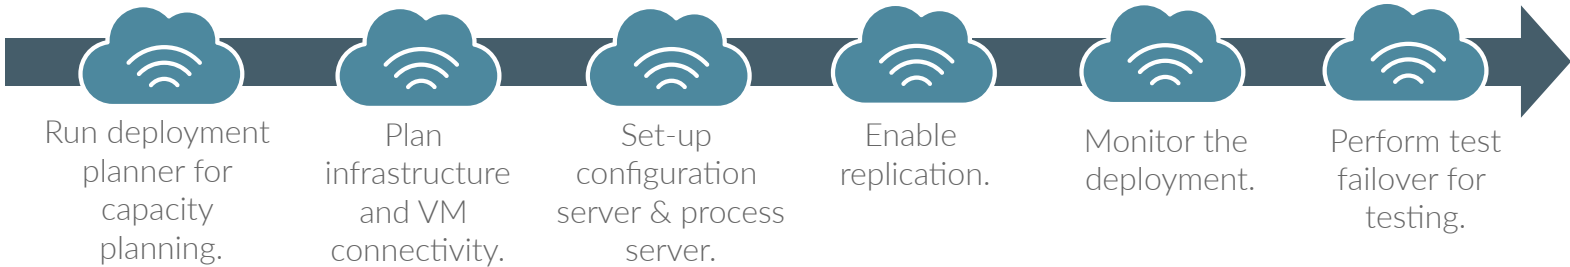 Run deployment
planner for
capacity
planning.
Plan
infrastructure
and VM
connectivity.
Set-up
configuration
server & process
server.
Enable
replication.
Monitor the
deployment.
Perform test
failover for
testing.